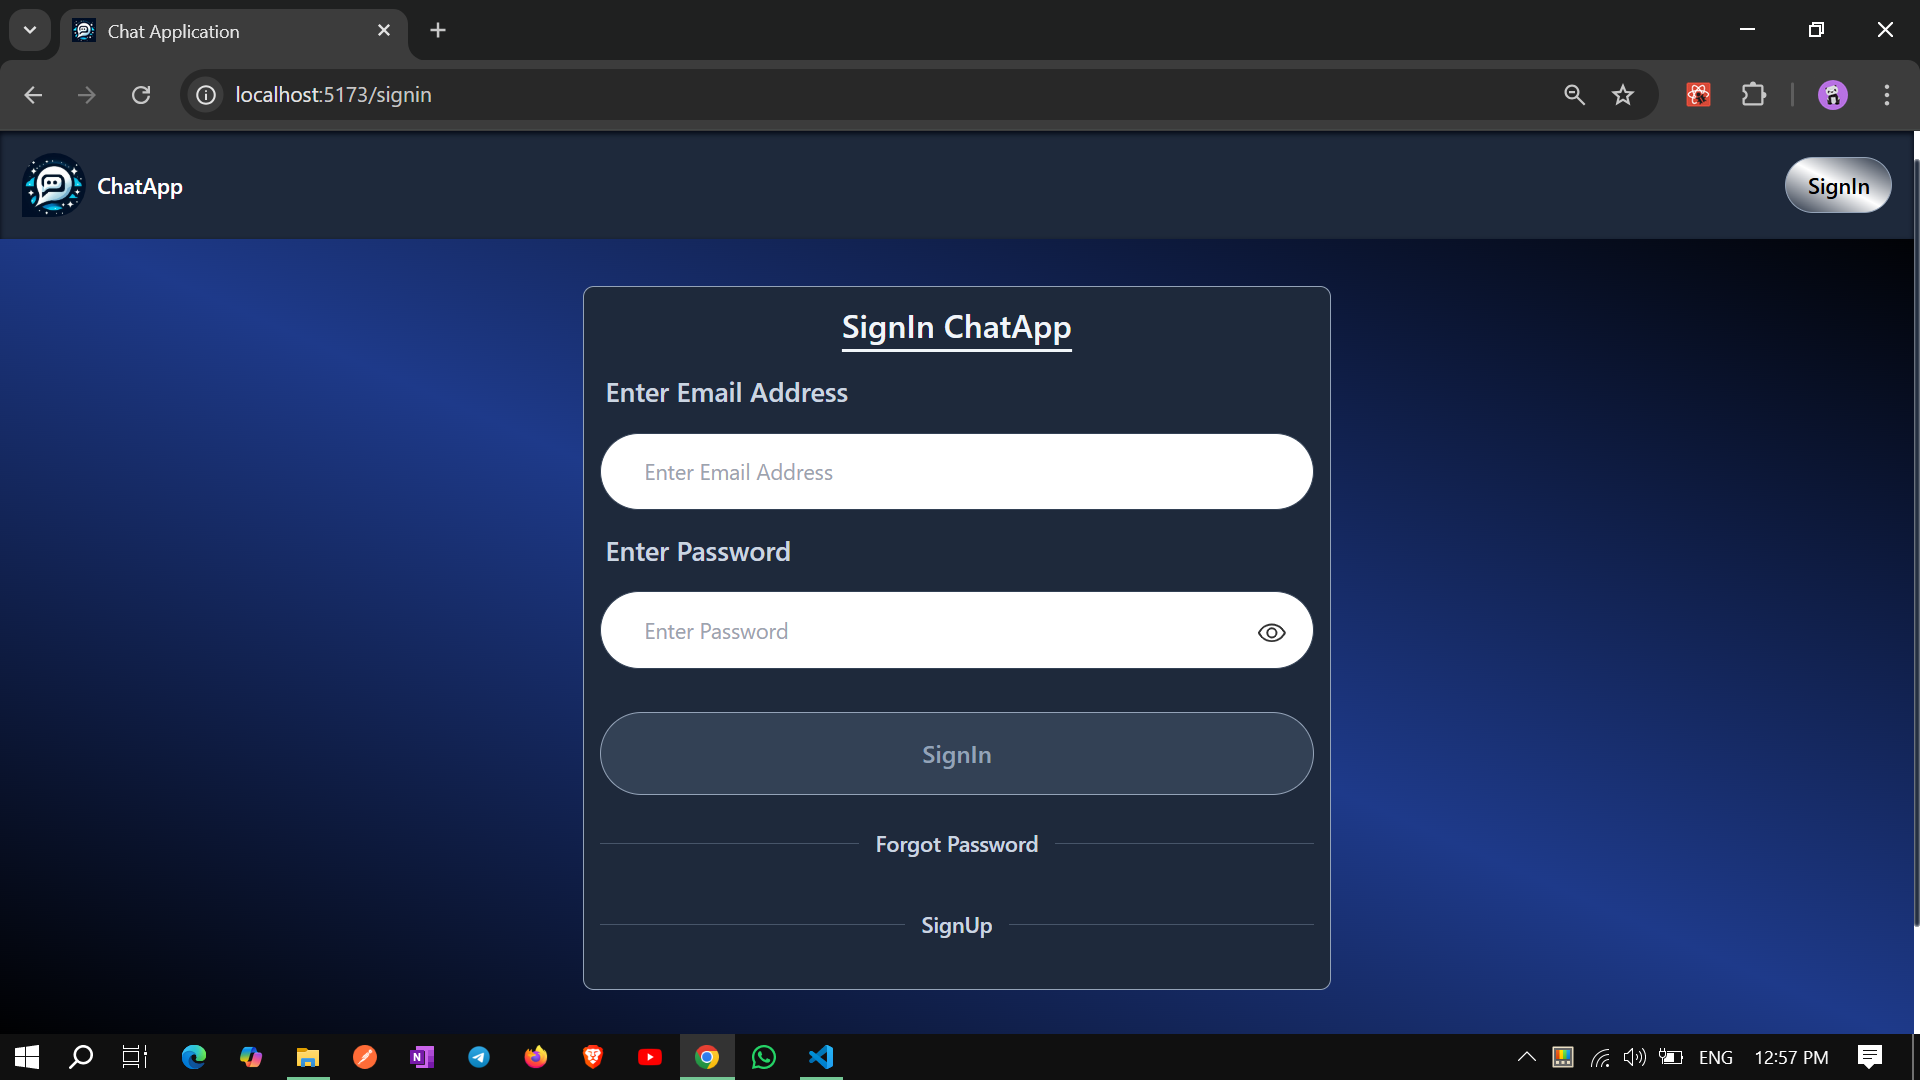 Chat Application
localhost:5173/signin
ChatApp
SignIn
SignIn ChatApp
Enter Email Address
Enter Email Address
Enter Password
Enter Password
SignIn
Forgot Password
SignUp
ENG
12:57 PM